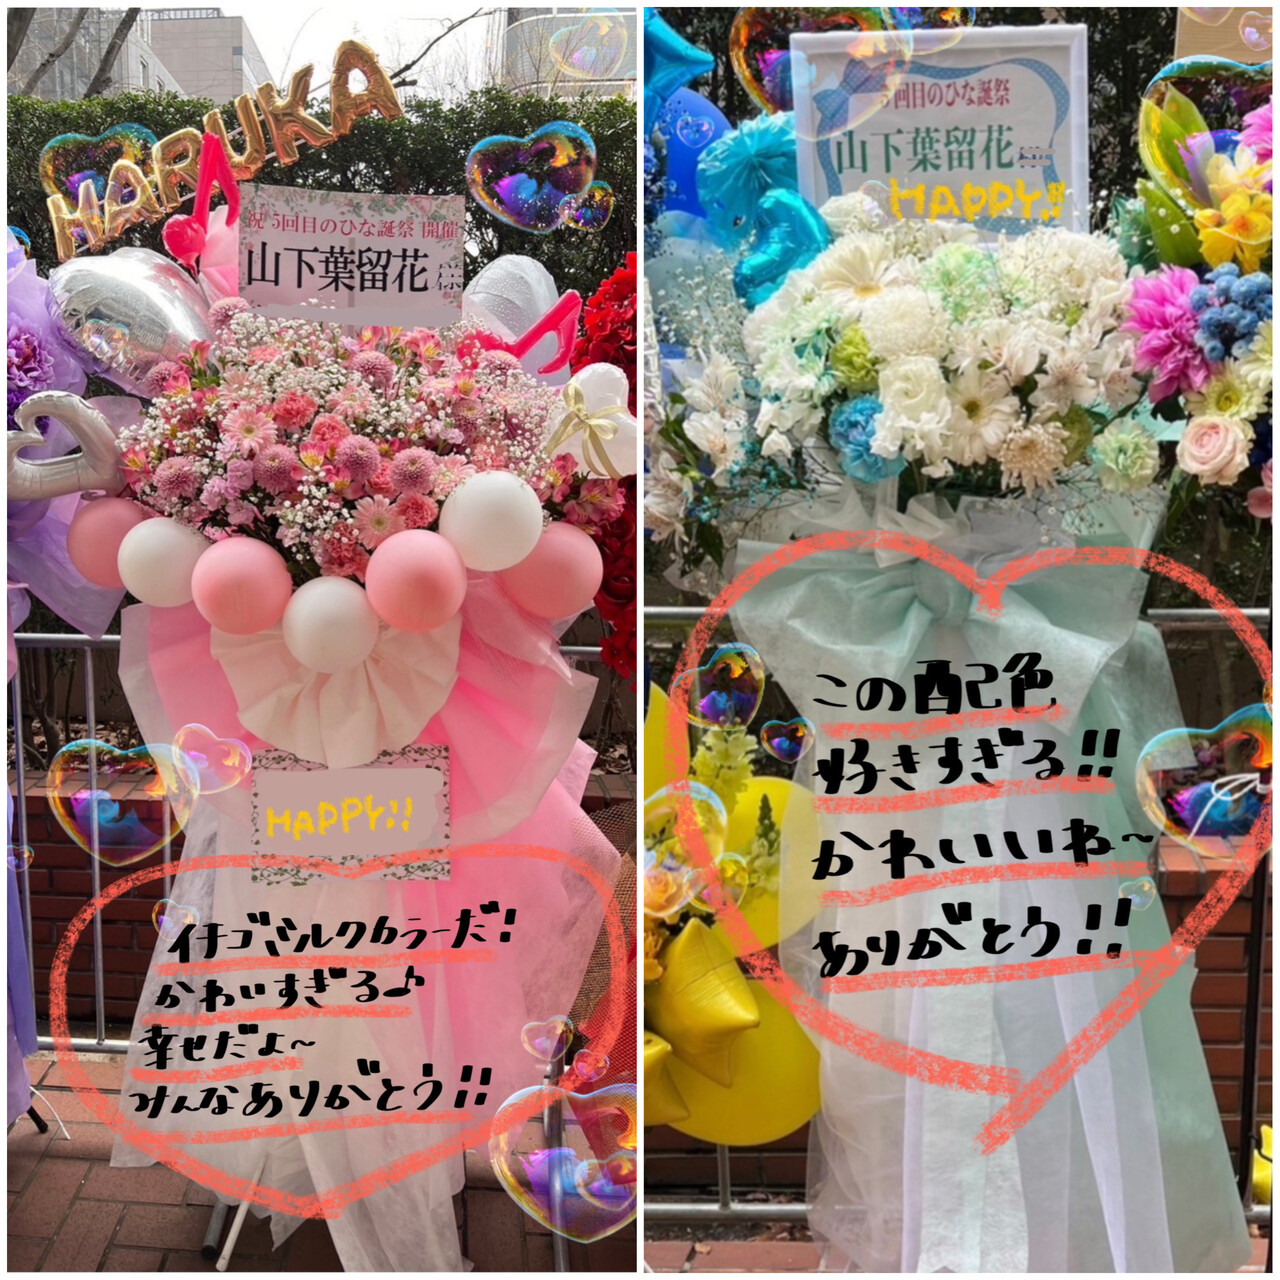 HARUKA
祝 5回目のひな誕祭 開催
山下葉留花 様
HAPPY!!
イチゴミルクカラーだ!
かわいすぎる♪
幸せだよ~
みんなありがとう!!
5回目のひな誕祭
山下葉留花 様
HAPPY!!
この配色
好きすぎる!!
かわいいね~
ありがとう!!